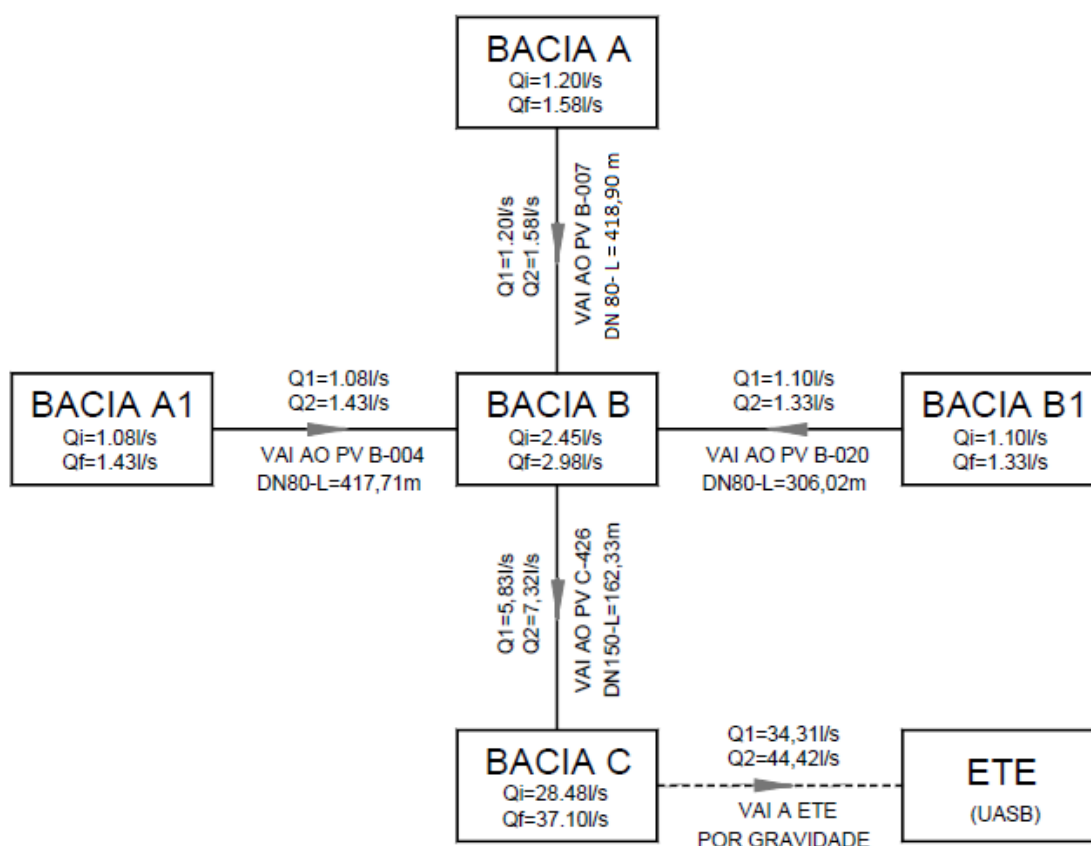 BACIA A
Qi=1.20l/s
Qf=1.58l/s
Q1=1.20l/s
Q2=1.58l/s
VAI AO PV B-007
DN 80- L = 418,90 m
BACIA A1
Qi=1.08l/s
Qf=1.43l/s
Q1=1.08l/s
Q2=1.43l/s
VAI AO PV B-004
DN80-L=417,71m
BACIA B
Qi=2.45l/s
Qf=2.98l/s
Q1=1.10l/s
Q2=1.33l/s
VAI AO PV B-020
DN80-L=306,02m
BACIA B1
Qi=1.10l/s
Qf=1.33l/s
Q1=5,83l/s
Q2=7,32l/s
VAI AO PV C-426
DN150-L=162,33m
BACIA C
Qi=28.48l/s
Qf=37.10l/s
Q1=34,31l/s
Q2=44,42l/s
VAI A ETE
POR GRAVIDADE
ETE
(UASB)